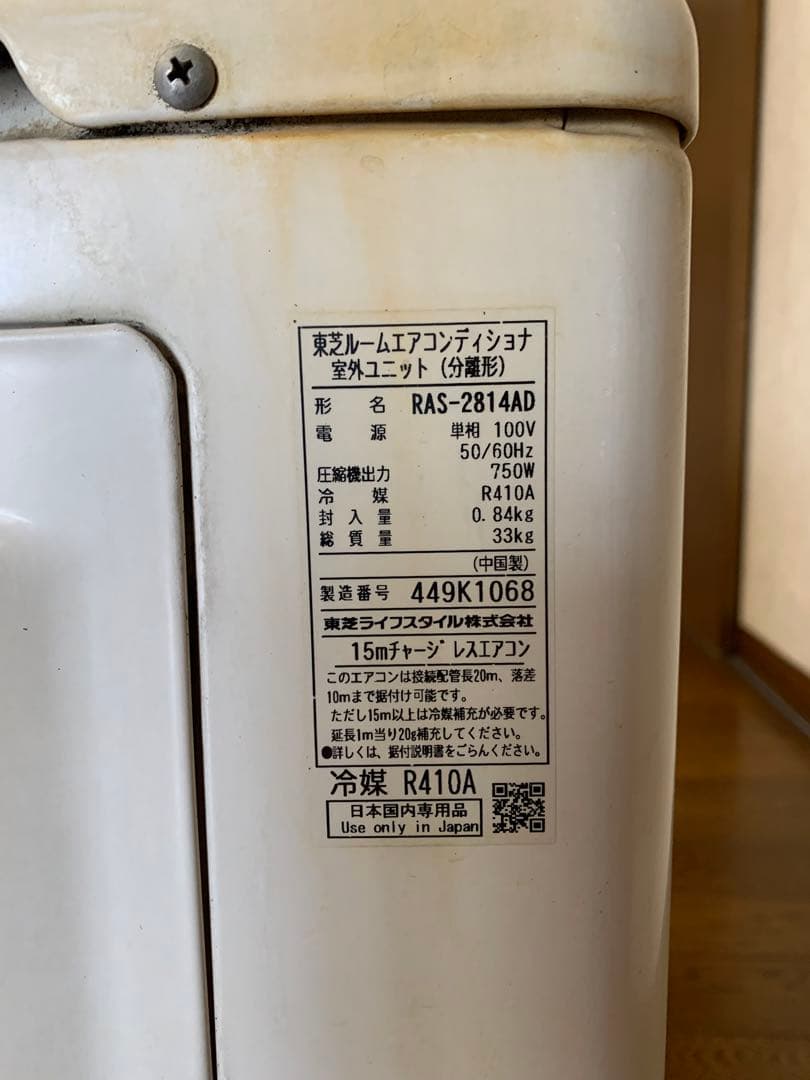 東芝ルームエアコンディショナ
室外ユニット（分離形）
形名 RAS-2814AD
電源 単相 100V
50/60Hz
圧縮機出力 750W
冷媒 R410A
封入量 0.84kg
総質量 33kg
（中国製）
製造番号 449K1068
東芝ライフスタイル株式会社
15mチャージレスエアコン
このエアコンは接続配管長20m、落差
10mまで据付け可能です。
ただし15m以上は冷媒補充が必要です。
延長1m当り20g補充してください。
●詳しくは、据付説明書をごらんください。
冷媒 R410A
日本国内専用品
Use only in Japan